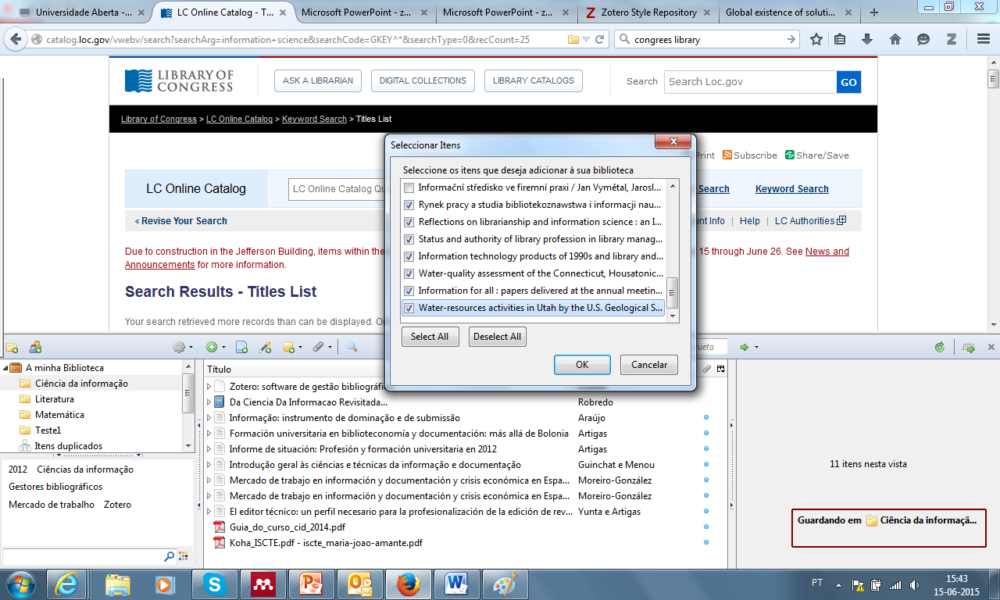 Universidade Aberta -...
LC Online Catalog - T...
Microsoft PowerPoint - z...
Microsoft PowerPoint - z...
Zotero Style Repository
Global existence of soluti...
catalog.loc.gov/vwebv/search?searchArg=information+science&searchCode=GKEY^*&searchType=0&recCount=25
congrees library
LIBRARY OF CONGRESS
ASK A LIBRARIAN
DIGITAL COLLECTIONS
LIBRARY CATALOGS
Search
Search Loc.gov
GO
Library of Congress > LC Online Catalog > Keyword Search > Titles List
Print
Subscribe
Share/Save
LC Online Catalog
LC Online Catalog Qu
Search
Keyword Search
« Revise Your Search
nt Info | Help | LC Authorities
Due to construction in the Jefferson Building, items within the
15 through June 26. See News and
Announcements for more information.
Search Results - Titles List
Your search retrieved more records than can be displayed. On
Seleccionar Itens
Seleccione os itens que deseja adicionar à sua biblioteca
Informační středisko ve firemní praxi / Jan Vymětal, Jarosl...
Rynek pracy a studia bibliotekoznawstwa i informacji nau...
Reflections on librarianship and information science : an I...
Status and authority of library profession in library manag...
Information technology products of 1990s and library and...
Water-quality assessment of the Connecticut, Housatonic...
Information for all : papers delivered at the annual meetin...
Water-resources activities in Utah by the U.S. Geological S...
Select All
Deselect All
OK
Cancelar
ueta
A minha Biblioteca
Ciência da informação
Literatura
Matemática
Teste1
Itens duplicados
2012 Ciências da informação
Gestores bibliográficos
Mercado de trabalho Zotero
Título
Zotero: software de gestão bibliográfi
Da Ciencia Da Informacao Revisitada... Robredo
Informação: instrumento de dominação e de submissão Araújo
Formación universitaria en biblioteconomía y documentación: más allá de Bolonia Artigas
Informe de situación: Profesión y formación universitaria en 2012 Artigas
Introdução geral às ciências e técnicas da informação e documentação Guinchat e Menou
Mercado de trabajo en información y documentación y crisis económica en Espa... Moreiro-González
Mercado de trabajo en información y documentación y crisis económica en Espa... Moreiro-González
El editor técnico: un perfil necesario para la profesionalización de la edición de rev... Yunta e Artigas
Guia_do_curso_cid_2014.pdf
Koha_ISCTE.pdf - iscte_maria-joao-amante.pdf
11 itens nesta vista
Guardando em Ciência da informaçã...
PT
15:43
15-06-2015